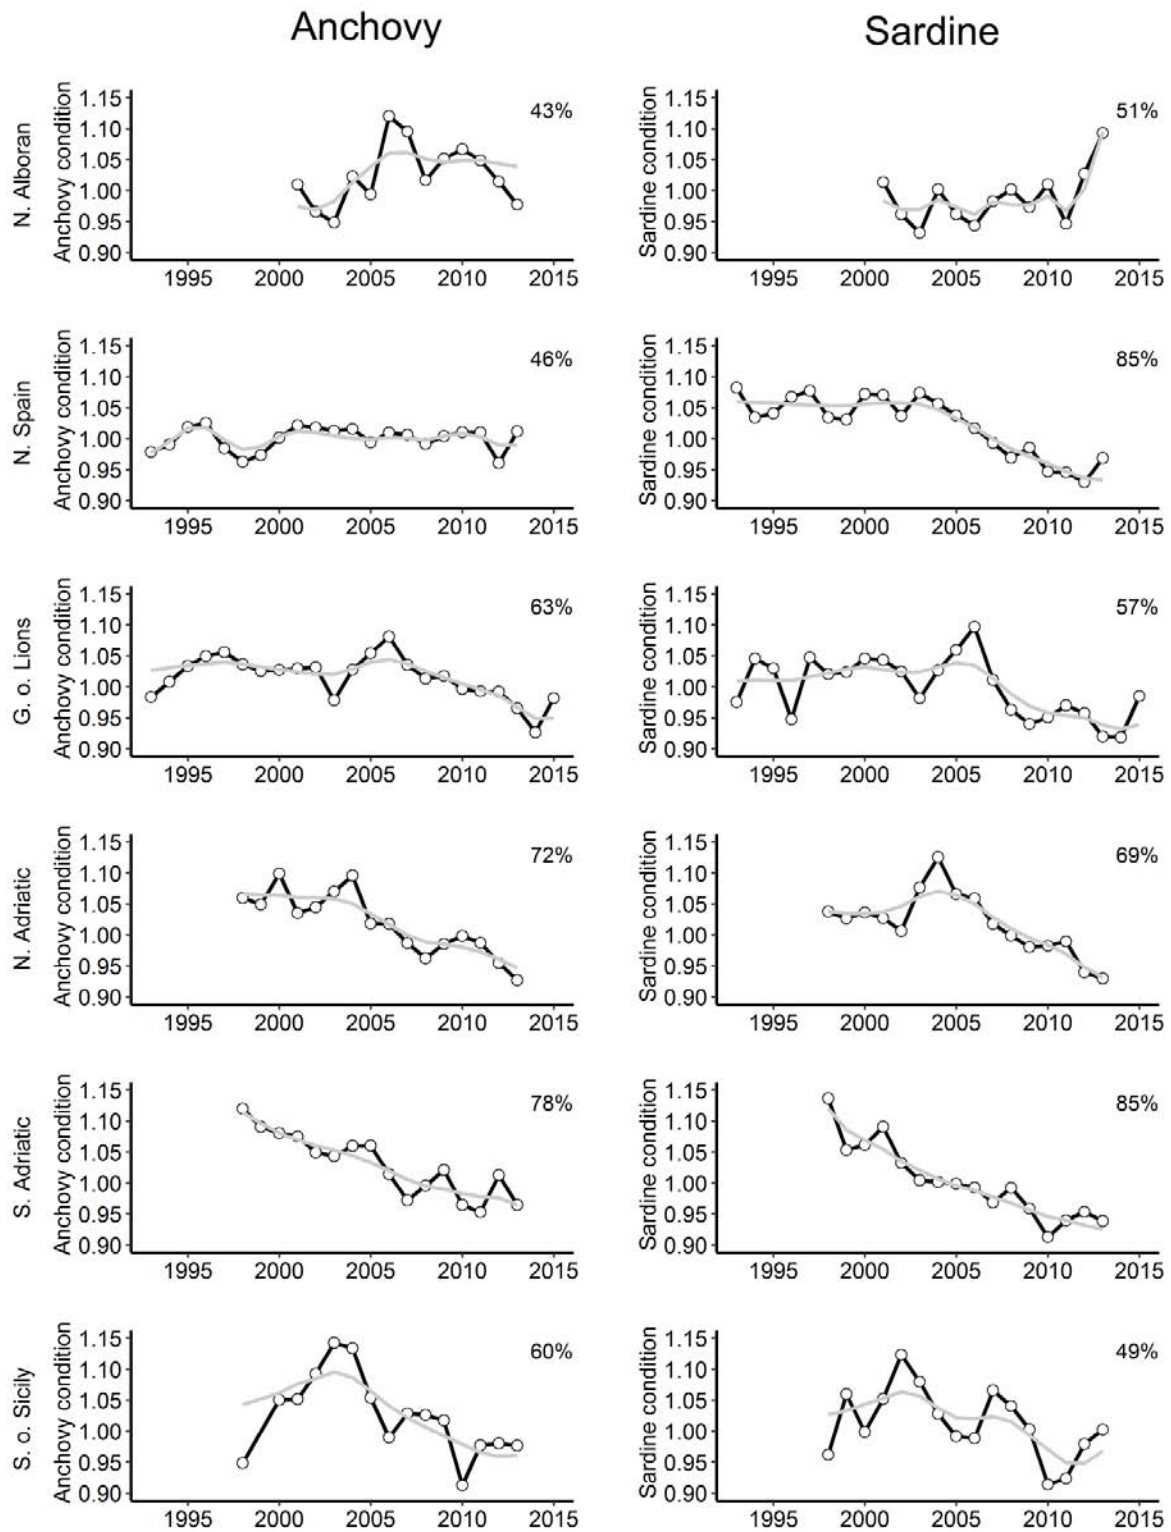 Anchovy Sardine
N. Alboran
Anchovy condition
1.15
1.10
1.05
1.00
0.95
0.90
43%
1995 2000 2005 2010 2015
Sardine condition
1.15
1.10
1.05
1.00
0.95
0.90
51%
1995 2000 2005 2010 2015
N. Spain
Anchovy condition
1.15
1.10
1.05
1.00
0.95
0.90
46%
1995 2000 2005 2010 2015
Sardine condition
1.15
1.10
1.05
1.00
0.95
0.90
85%
1995 2000 2005 2010 2015
G. o. Lions
Anchovy condition
1.15
1.10
1.05
1.00
0.95
0.90
63%
1995 2000 2005 2010 2015
Sardine condition
1.15
1.10
1.05
1.00
0.95
0.90
57%
1995 2000 2005 2010 2015
N. Adriatic
Anchovy condition
1.15
1.10
1.05
1.00
0.95
0.90
72%
1995 2000 2005 2010 2015
Sardine condition
1.15
1.10
1.05
1.00
0.95
0.90
69%
1995 2000 2005 2010 2015
S. Adriatic
Anchovy condition
1.15
1.10
1.05
1.00
0.95
0.90
78%
1995 2000 2005 2010 2015
Sardine condition
1.15
1.10
1.05
1.00
0.95
0.90
85%
1995 2000 2005 2010 2015
S. o. Sicily
Anchovy condition
1.15
1.10
1.05
1.00
0.95
0.90
60%
1995 2000 2005 2010 2015
Sardine condition
1.15
1.10
1.05
1.00
0.95
0.90
49%
1995 2000 2005 2010 2015